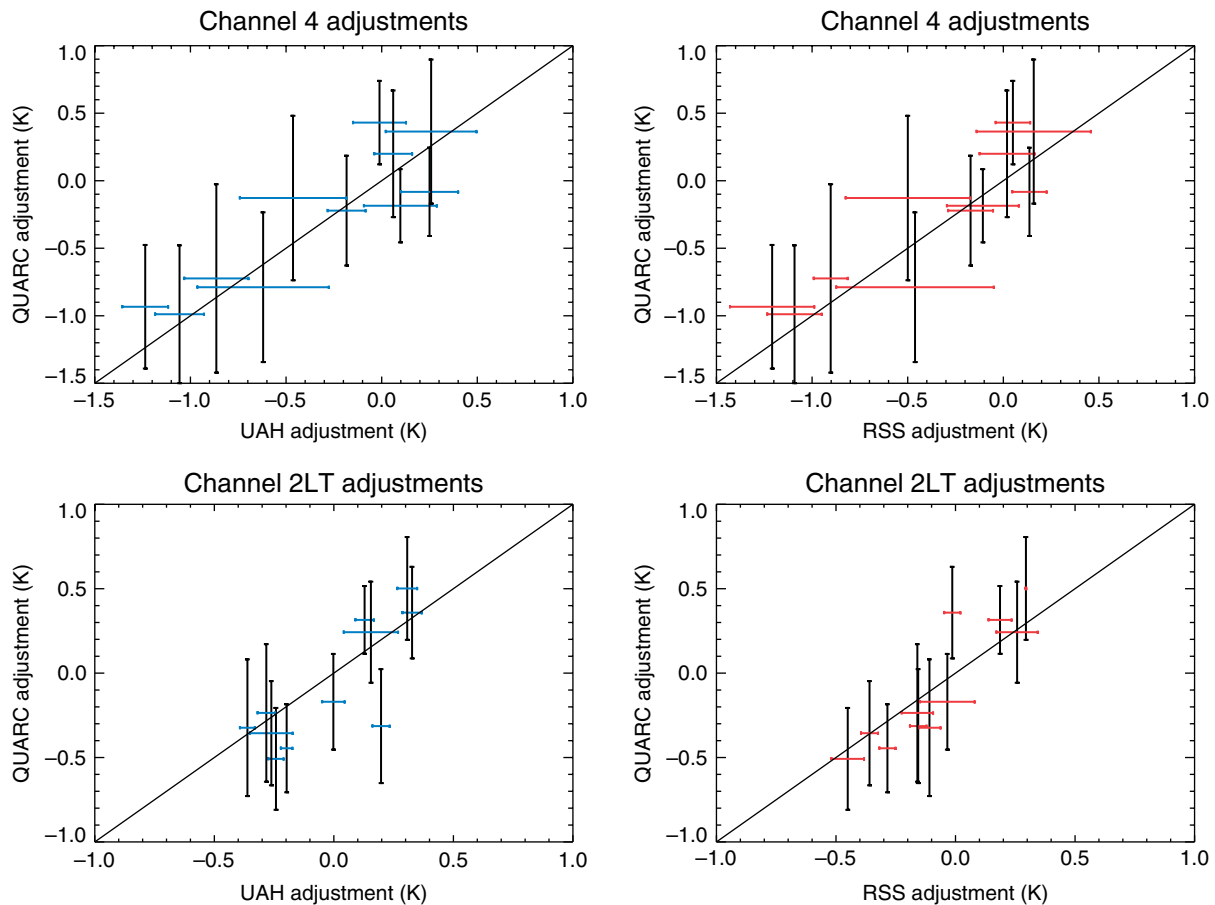 Channel 4 adjustments
QUARC adjustment (K)
1.0
0.5
0.0
−0.5
−1.0
−1.5
−1.5 −1.0 −0.5 0.0 0.5 1.0
UAH adjustment (K)
Channel 4 adjustments
QUARC adjustment (K)
1.0
0.5
0.0
−0.5
−1.0
−1.5
−1.5 −1.0 −0.5 0.0 0.5 1.0
RSS adjustment (K)
Channel 2LT adjustments
QUARC adjustment (K)
1.0
0.5
0.0
−0.5
−1.0
−1.0 −0.5 0.0 0.5 1.0
UAH adjustment (K)
Channel 2LT adjustments
QUARC adjustment (K)
1.0
0.5
0.0
−0.5
−1.0
−1.0 −0.5 0.0 0.5 1.0
RSS adjustment (K)